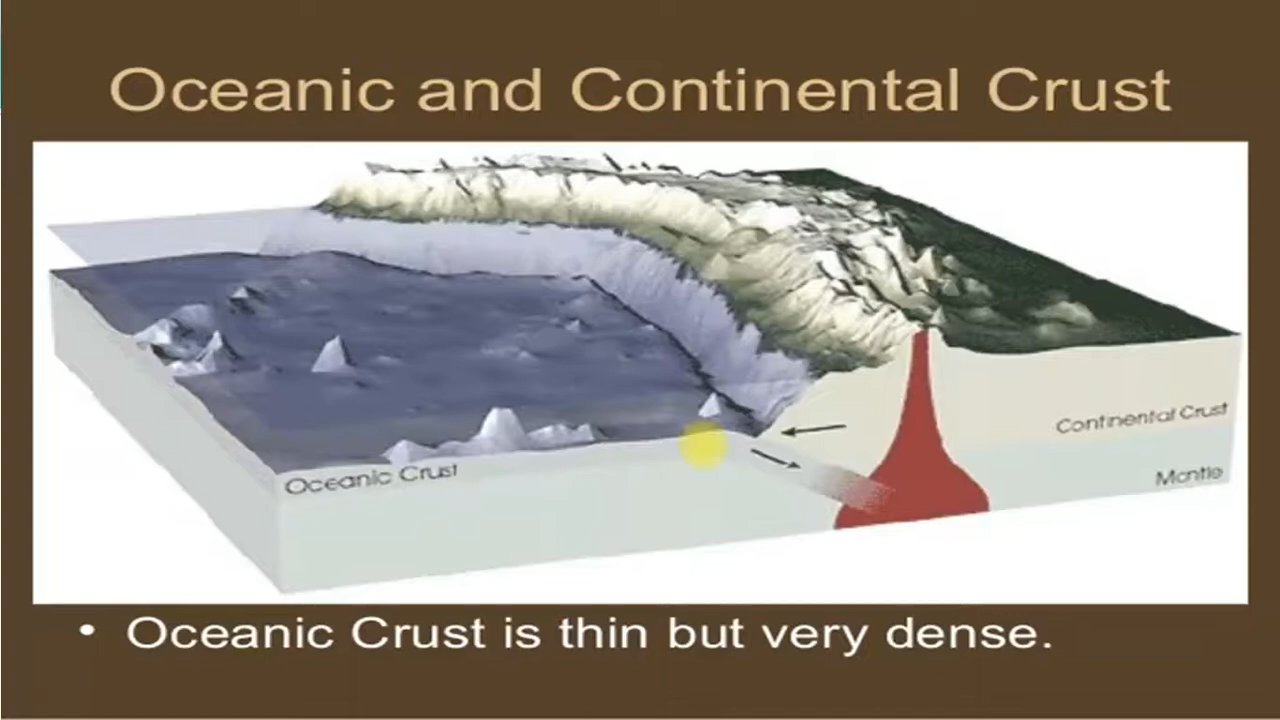 Oceanic and Continental Crust
Continental Crust
Mantle
Oceanic Crust
• Oceanic Crust is thin but very dense.